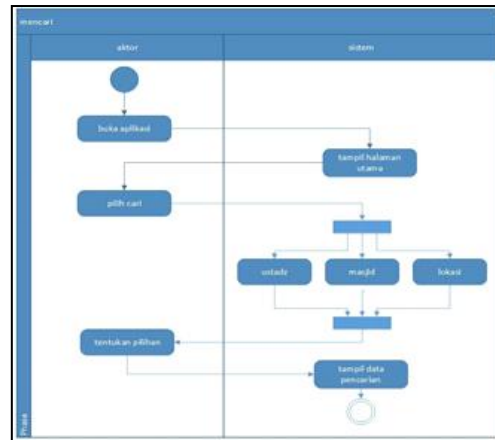 mencari
aktor
sistem
buka aplikasi
tampil halaman
utama
pilih cari
ustadz
masjid
lokasi
tentukan pilihan
tampil data
pencarian
Phase